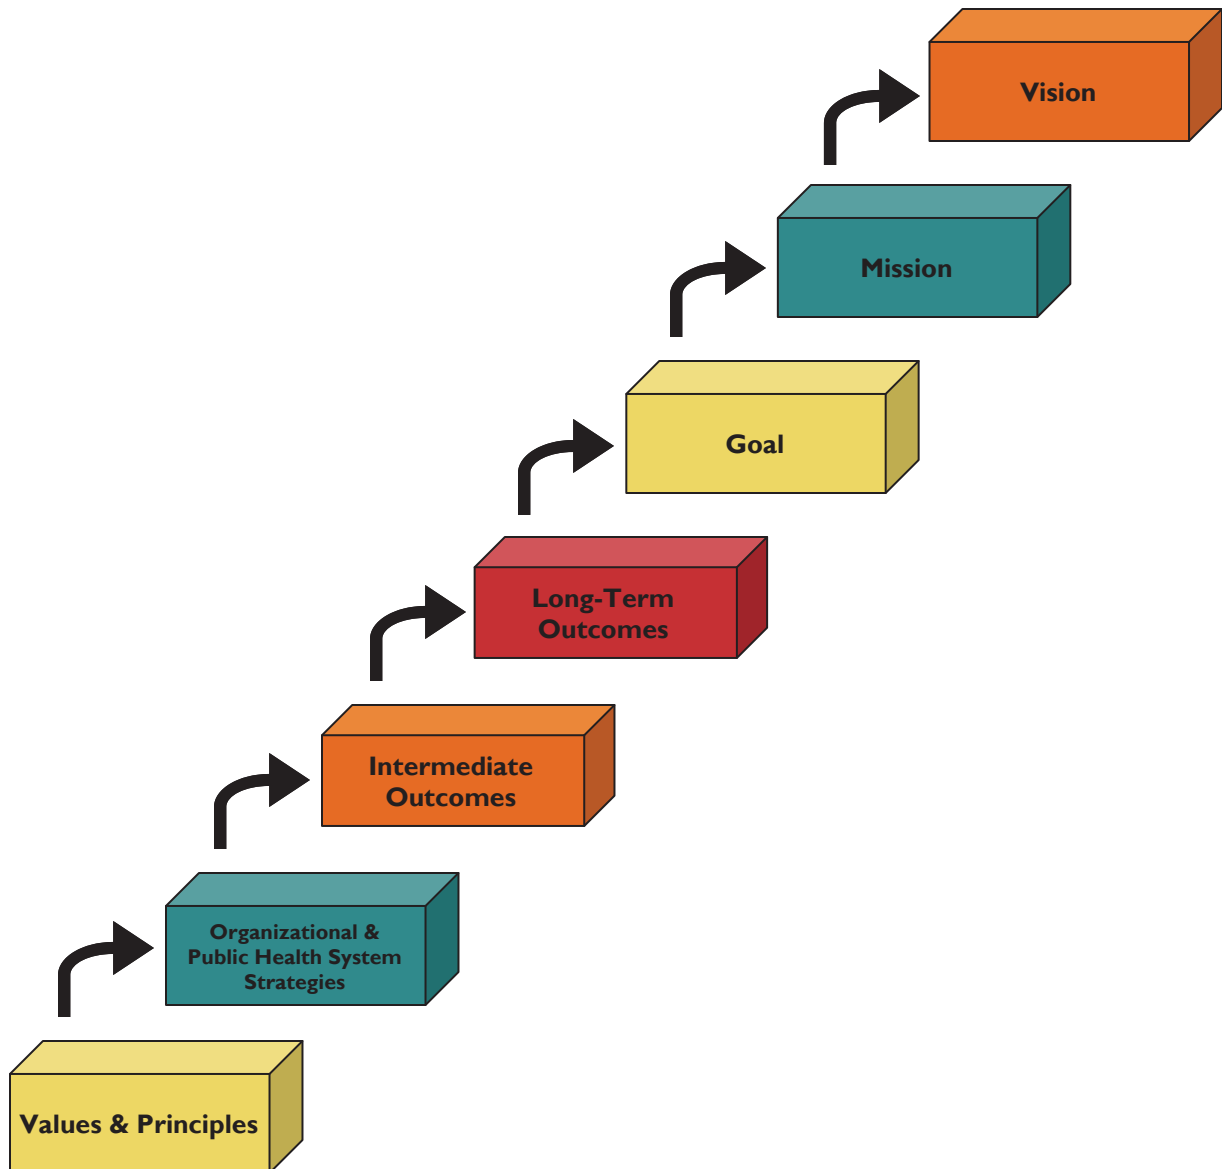 Vision
Mission
Goal
Long-Term
Outcomes
Intermediate
Outcomes
Organizational &
Public Health System
Strategies
Values & Principles